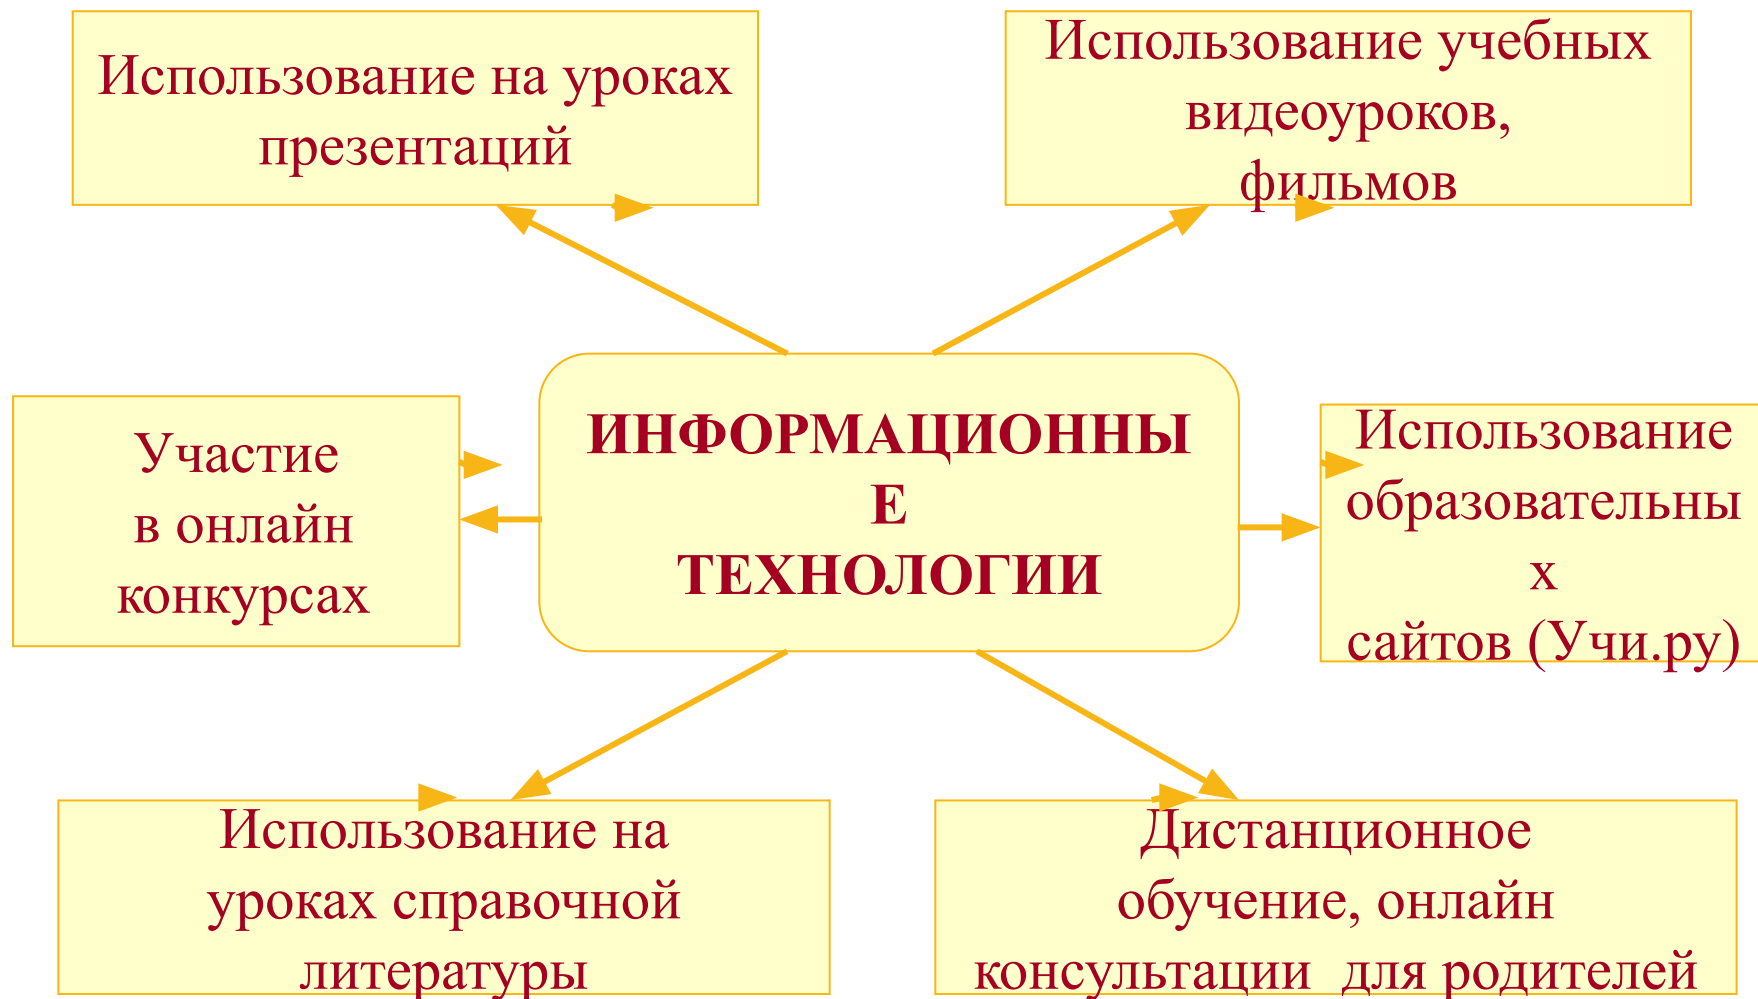 Использование на уроках
презентаций
Использование учебных
видеоуроков,
фильмов
Участие
в онлайн
конкурсах
ИНФОРМАЦИОННЫ
Е
ТЕХНОЛОГИИ
Использование
образовательны
х
сайтов (Учи.ру)
Использование на
уроках справочной
литературы
Дистанционное
обучение, онлайн
консультации  для родителей